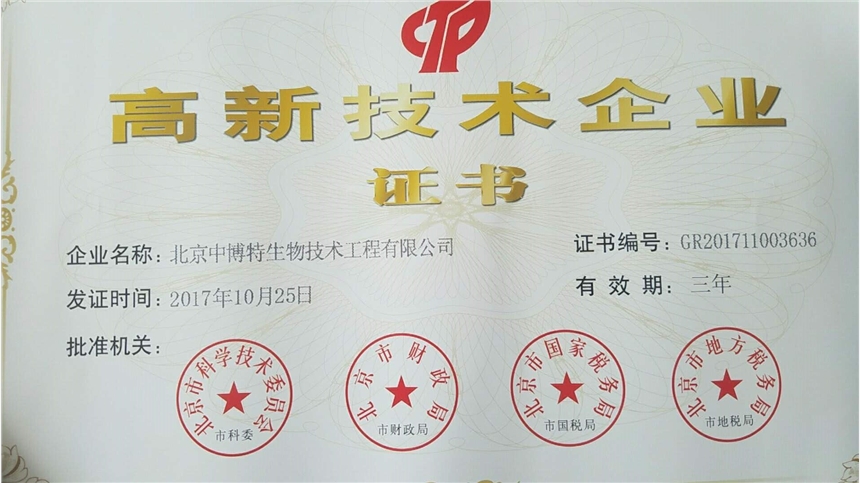 高新技术企业
证书
企业名称：北京中博特生物技术工程有限公司
证书编号：GR201711003636
发证时间：2017年10月25日
有效期：三年
批准机关：
北京市科学技术委员会
市科委
北京市财政局
市财政局
北京市国家税务局
市国税局
北京市地方税务局
市地税局